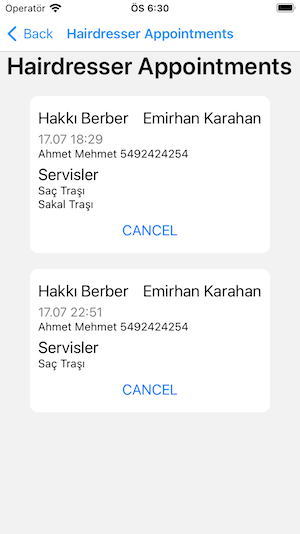 Operatör ÖS 6:30
Back Hairdresser Appointments
Hairdresser Appointments
Hakkı Berber Emirhan Karahan
17.07 18:29
Ahmet Mehmet 5492424254
Servisler
Saç Traşı
Sakal Traşı
CANCEL
Hakkı Berber Emirhan Karahan
17.07 22:51
Ahmet Mehmet 5492424254
Servisler
Saç Traşı
CANCEL